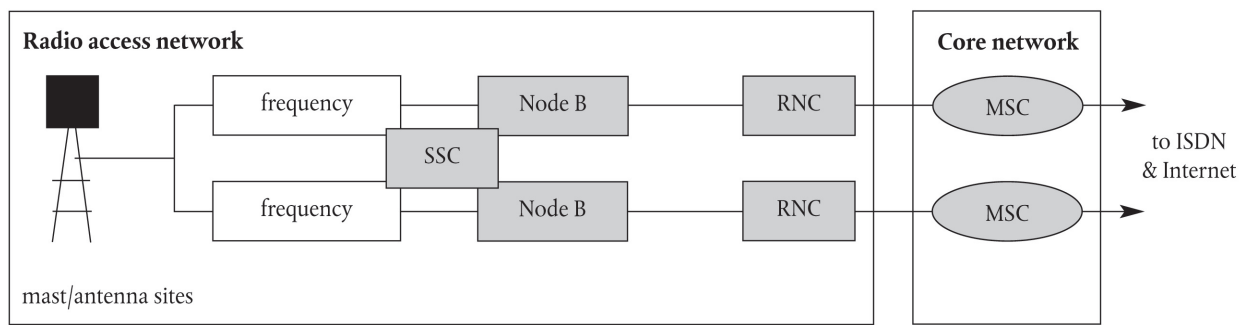 Radio access network
Core network
frequency
Node B
RNC
MSC
SSC
to ISDN
& Internet
frequency
Node B
RNC
MSC
mast/antenna sites